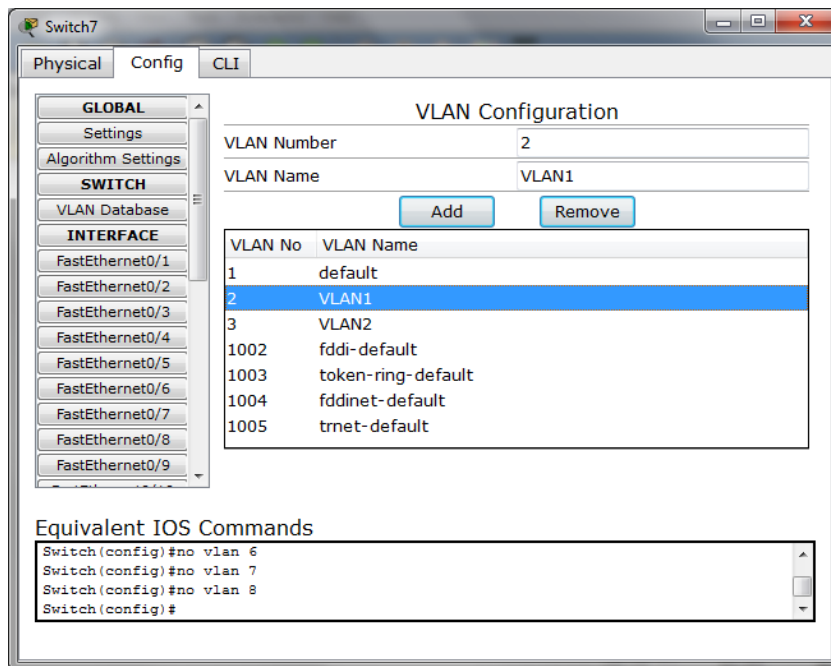 Switch7
Physical Config CLI
GLOBAL
Settings
Algorithm Settings
SWITCH
VLAN Database
INTERFACE
FastEthernet0/1
FastEthernet0/2
FastEthernet0/3
FastEthernet0/4
FastEthernet0/5
FastEthernet0/6
FastEthernet0/7
FastEthernet0/8
FastEthernet0/9
VLAN Configuration
VLAN Number 2
VLAN Name VLAN1
Add Remove
VLAN No VLAN Name
1 default
2 VLAN1
3 VLAN2
1002 fddi-default
1003 token-ring-default
1004 fddinet-default
1005 trnet-default
Equivalent IOS Commands
Switch(config)#no vlan 6
Switch(config)#no vlan 7
Switch(config)#no vlan 8
Switch(config)#